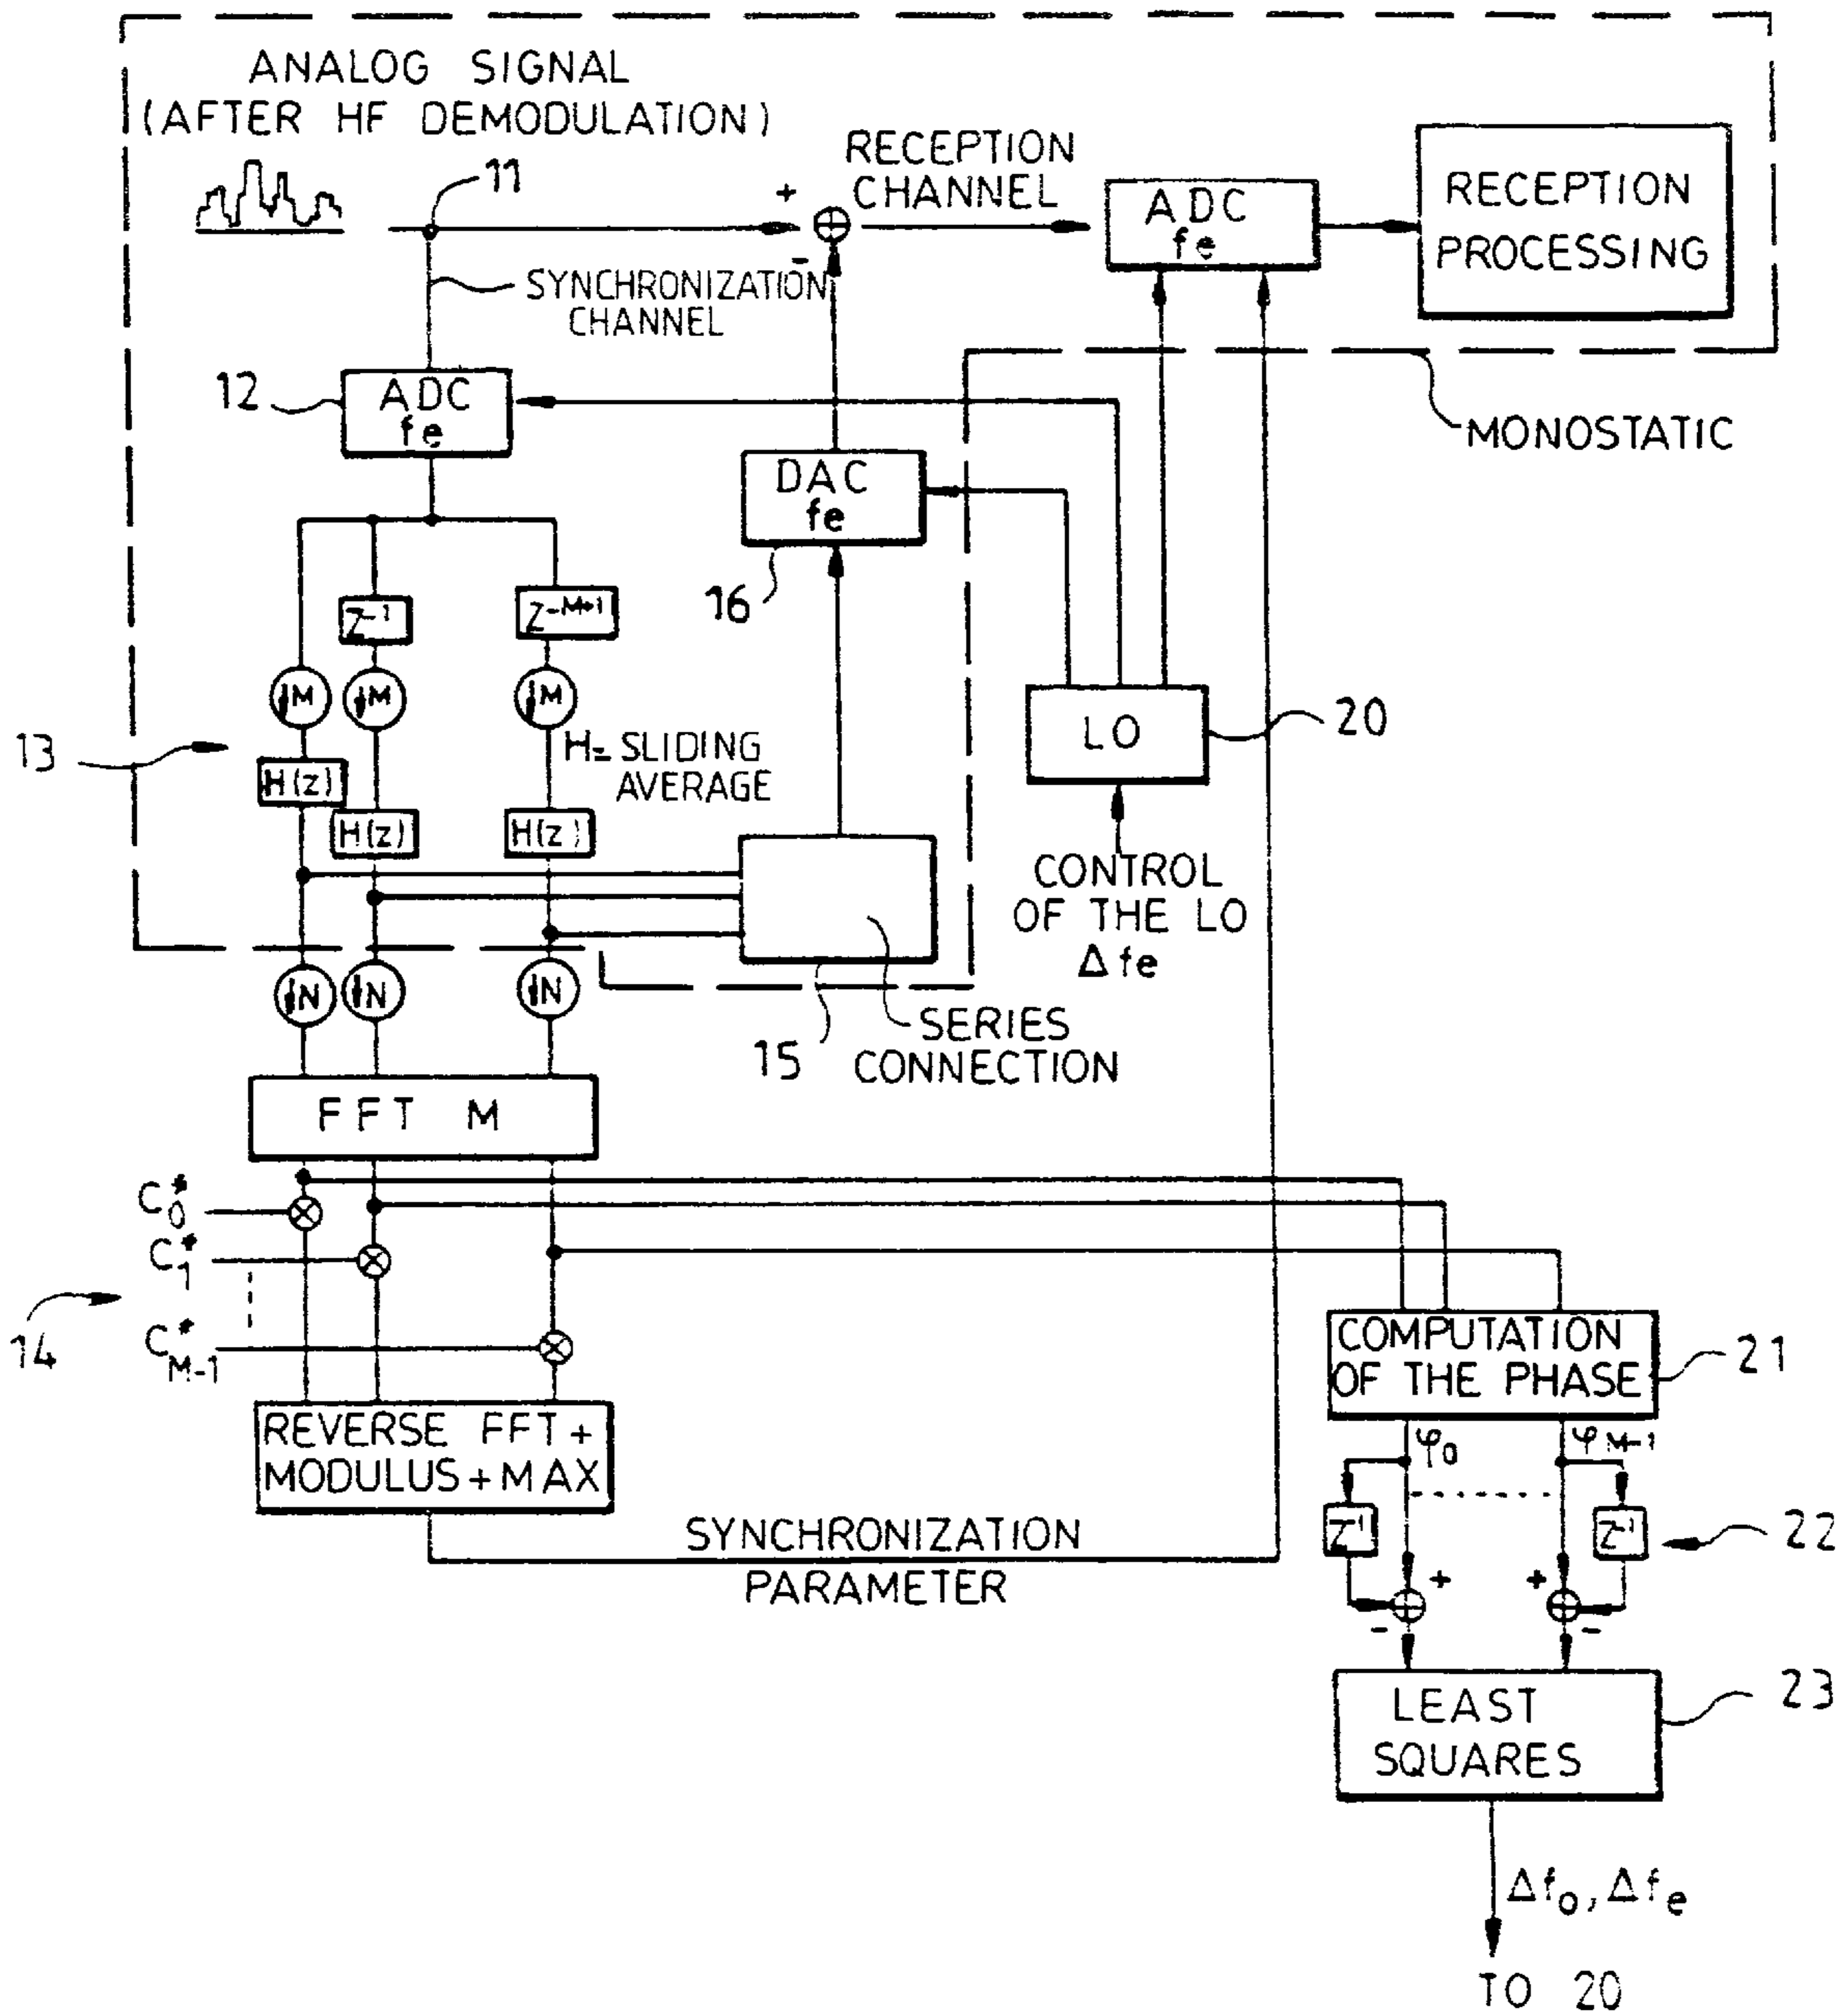 ANALOG SIGNAL
(AFTER HF DEMODULATION)
11
+
-
RECEPTION
CHANNEL
ADC
fe
RECEPTION
PROCESSING
SYNCHRONIZATION
CHANNEL
12
ADC
fe
MONOSTATIC
DAC
fe
16
Z-1
Z-M+1
↓M
↓M
↓M
13
H= SLIDING
AVERAGE
H(z)
H(z)
H(z)
LO
20
CONTROL
OF THE LO
Δfe
↓N
↓N
↓N
15
SERIES
CONNECTION
FFT M
C*0
C*1
C*M-1
14
COMPUTATION
OF THE PHASE
21
REVERSE FFT+
MODULUS+MAX
φ0
φM-1
Z-1
Z-1
22
SYNCHRONIZATION
PARAMETER
+
+
-
-
LEAST
SQUARES
23
Δfo, Δfe
TO 20